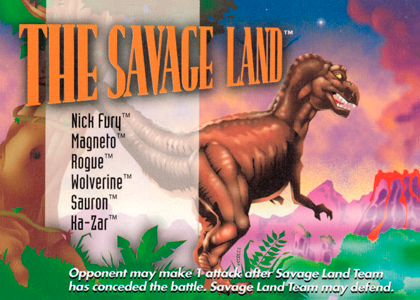 THE SAVAGE LAND™
Nick Fury™
Magneto™
Rogue™
Wolverine™
Sauron™
Ka-Zar™
Opponent may make 1 attack after Savage Land Team
has conceded the battle. Savage Land Team may defend.